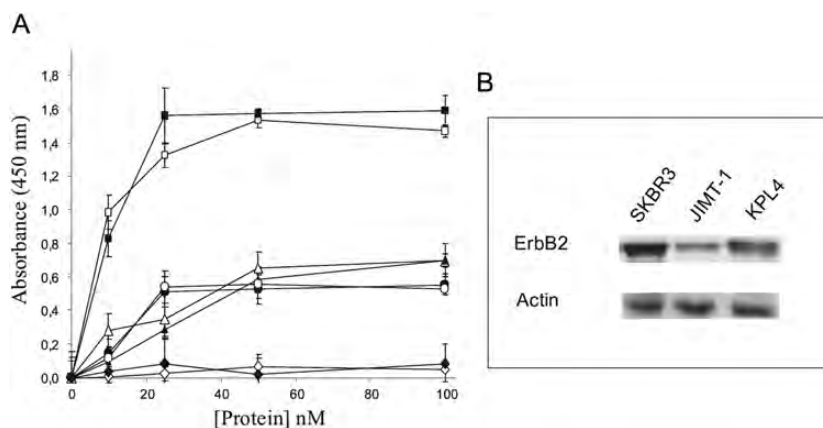 A
Absorbance (450 nm)
1,8
1,6
1,4
1,2
1,0
0,8
0,6
0,4
0,2
0,0
0
20
40
60
80
100
[Protein] nM
B
SKBR3
JIMT-1
KPL4
ErbB2
Actin